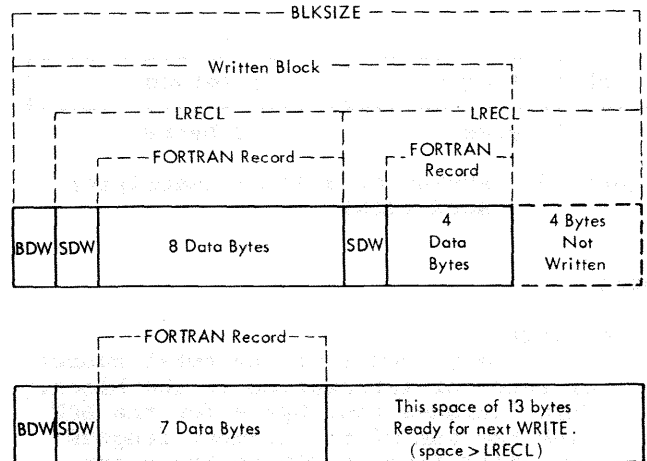 BLKSIZE
Written Block
LRECL LRECL
FORTRAN Record FORTRAN
Record
BDW SDW 8 Data Bytes SDW 4 Data Bytes 4 Bytes Not Written
FORTRAN Record
BDW SDW 7 Data Bytes This space of 13 bytes
Ready for next WRITE.
(space > LRECL)